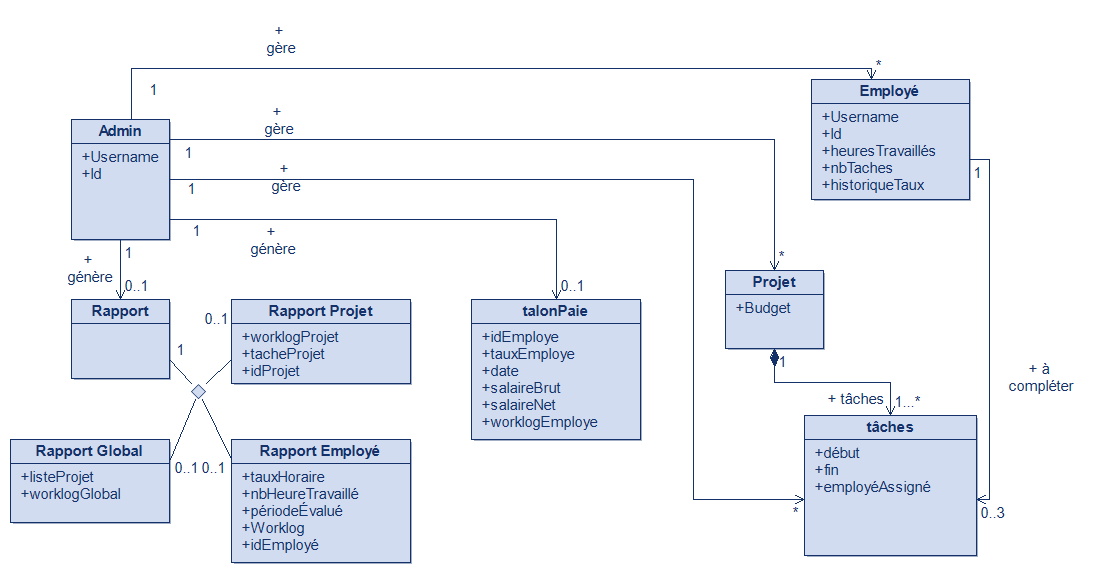 +
gère
*
1
Employé
+Username
+Id
+heuresTravaillés
+nbTaches
+historiqueTaux
1
Admin
+Username
+Id
+
gère
1
+
gère
1
+
génère
1
1
+
génère
0..1
*
Projet
+Budget
1
0..1
Rapport
1
0..1
Rapport Projet
+worklogProjet
+tacheProjet
+idProjet
talonPaie
+idEmploye
+tauxEmploye
+date
+salaireBrut
+salaireNet
+worklogEmploye
+ à
compléter
+ tâches
1...*
tâches
+début
+fin
+employéAssigné
*
0..3
Rapport Global
+listeProjet
+worklogGlobal
0..1
0..1
Rapport Employé
+tauxHoraire
+nbHeureTravaillé
+périodeÉvalué
+Worklog
+idEmployé